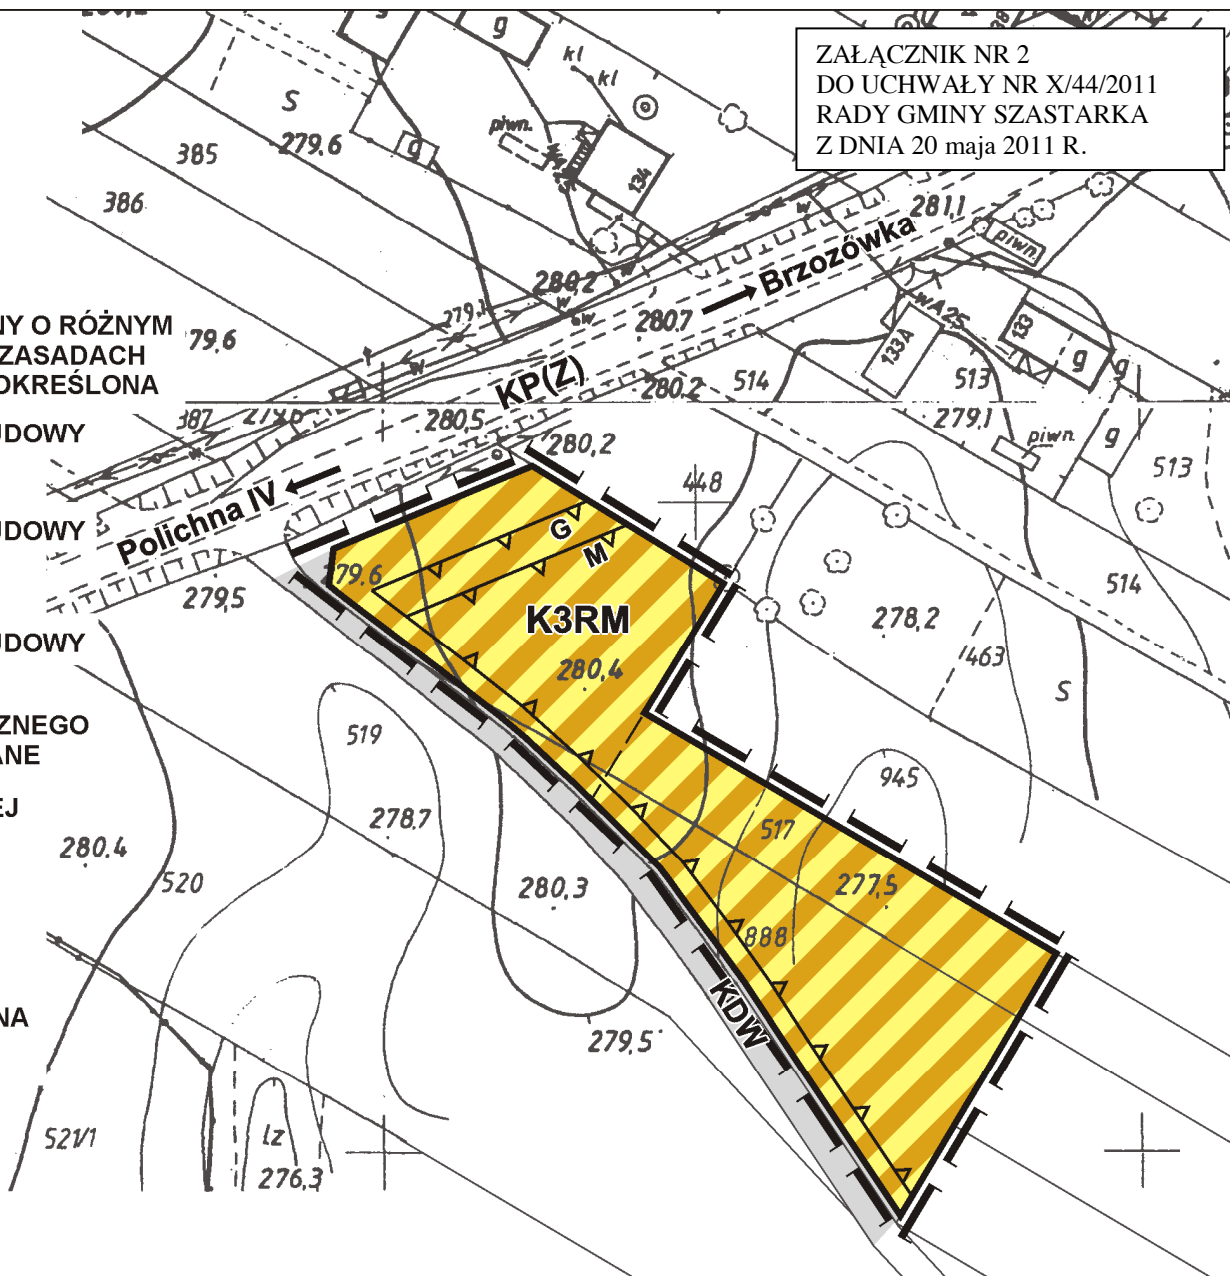 ZAŁĄCZNIK NR 2
DO UCHWAŁY NR X/44/2011
RADY GMINY SZASTARKA
Z DNIA 20 maja 2011 R.
g
g
kl
kl
S
piwn.
385
279,6
g
134
386
281,1
Brzozówka
piwn.
280,2
w
279,1
w
w
280,7
wA25
133
NY O RÓŻNYM
79,6
ZASADACH
133A
g
g
OKREŚLONA
KP(Z)
280,2
514
513
387
279,6
280,5
279,1
UDOWY
280,2
piwn.
g
513
448
Polichna IV
UDOWY
G
M
279,6
279,5
514
K3RM
278,2
UDOWY
280,4
463
S
ZNEGO
519
ANE
945
EJ
278,7
517
280.4
520
280,3
277,5
888
KDW
NA
279,5
521/1
lz
276,3